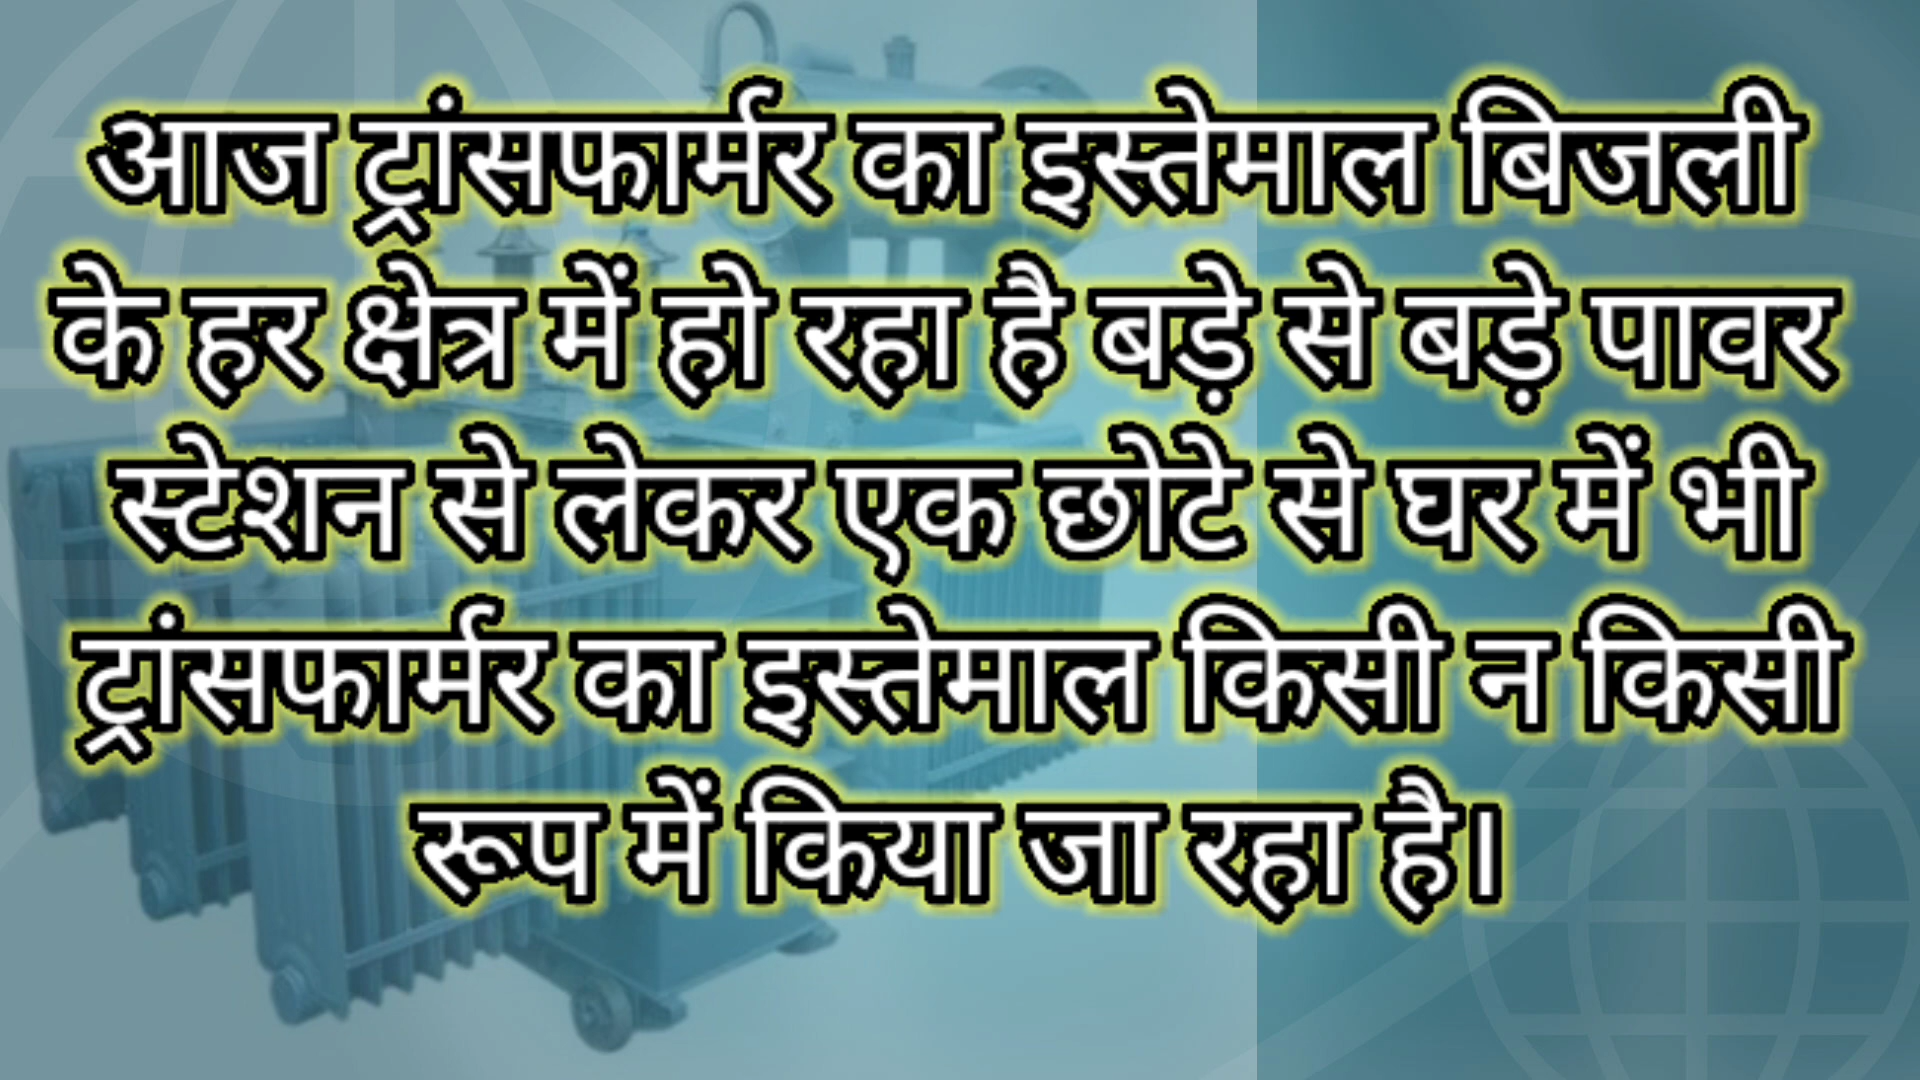 आज ट्रांसफार्मर का इस्तेमाल बिजली
के हर क्षेत्र में हो रहा है बड़े से बड़े पावर
स्टेशन से लेकर एक छोटे से घर में भी
ट्रांसफार्मर का इस्तेमाल किसी न किसी
रूप में किया जा रहा है।